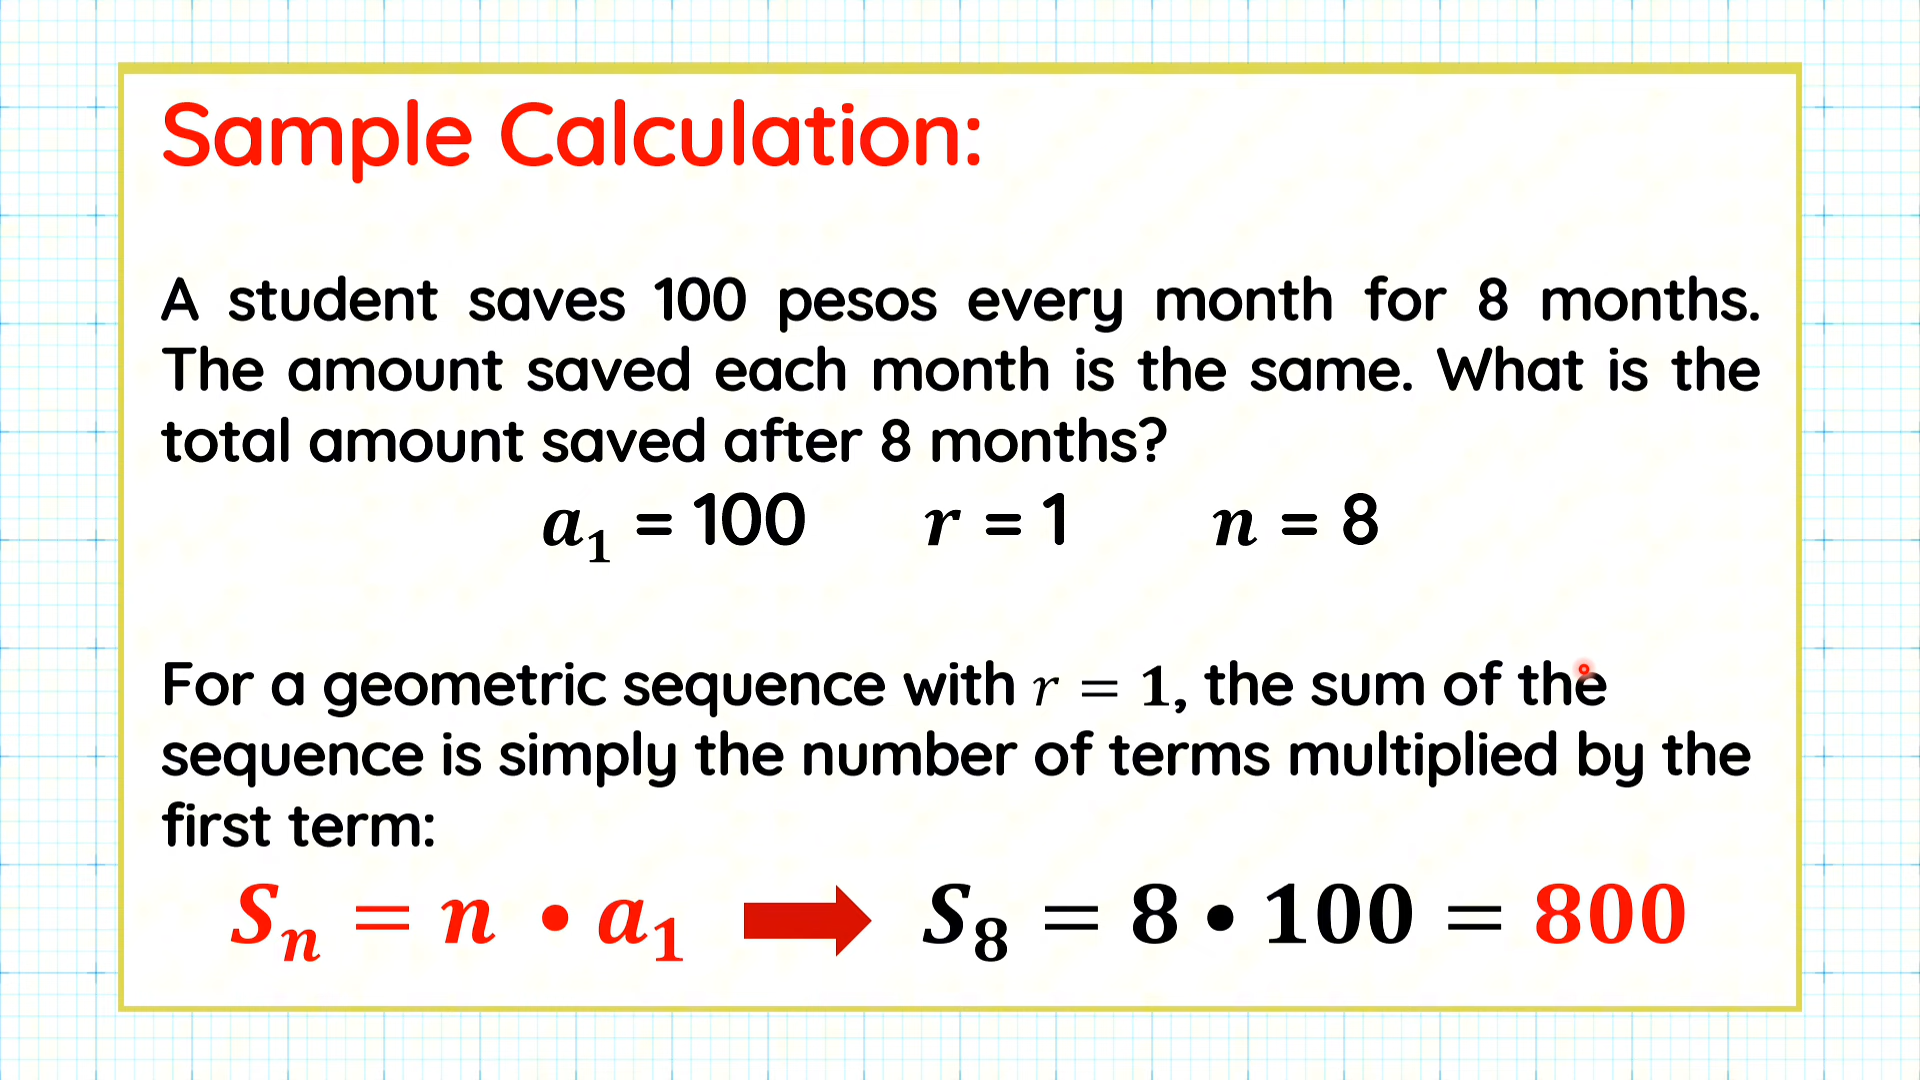 Sample Calculation:
A student saves 100 pesos every month for 8 months.
The amount saved each month is the same. What is the
total amount saved after 8 months?
a₁ = 100 r = 1 n = 8
For a geometric sequence with r = 1, the sum of the
sequence is simply the number of terms multiplied by the
first term:
Sₙ = n • a₁ S₈ = 8 • 100 = 800